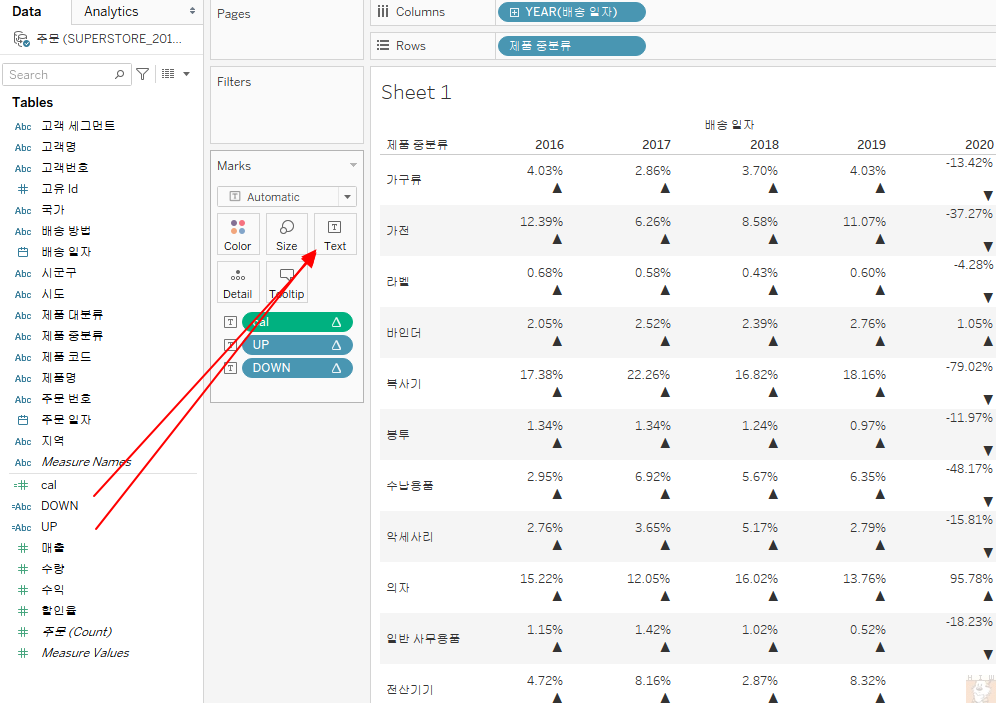 Data
Analytics
주문 (SUPERSTORE_201...
Search
Tables
Abc 고객 세그먼트
Abc 고객명
Abc 고객번호
# 고유 Id
Abc 국가
Abc 배송 방법
배송 일자
Abc 시군구
Abc 시도
Abc 제품 대분류
Abc 제품 중분류
Abc 제품 코드
Abc 제품명
Abc 주문 번호
주문 일자
Abc 지역
Abc Measure Names
=# cal
=Abc DOWN
=Abc UP
# 매출
# 수량
# 수익
# 할인율
# 주문 (Count)
# Measure Values
Pages
Filters
Marks
T Automatic
Color Size Text
Detail Tooltip
T cal △
T UP △
T DOWN △
Columns YEAR(배송 일자)
Rows 제품 중분류
Sheet 1
배송 일자
제품 중분류 2016 2017 2018 2019 2020
가구류 4.03% 2.86% 3.70% 4.03% -13.42%
▲ ▲ ▲ ▲ ▼
가전 12.39% 6.26% 8.58% 11.07% -37.27%
▲ ▲ ▲ ▲ ▼
라벨 0.68% 0.58% 0.43% 0.60% -4.28%
▲ ▲ ▲ ▲ ▼
바인더 2.05% 2.52% 2.39% 2.76% 1.05%
▲ ▲ ▲ ▲ ▲
복사기 17.38% 22.26% 16.82% 18.16% -79.02%
▲ ▲ ▲ ▲ ▼
봉투 1.34% 1.34% 1.24% 0.97% -11.97%
▲ ▲ ▲ ▲ ▼
수납용품 2.95% 6.92% 5.67% 6.35% -48.17%
▲ ▲ ▲ ▲ ▼
악세사리 2.76% 3.65% 5.17% 2.79% -15.81%
▲ ▲ ▲ ▲ ▼
의자 15.22% 12.05% 16.02% 13.76% 95.78%
▲ ▲ ▲ ▲ ▲
일반 사무용품 1.15% 1.42% 1.02% 0.52% -18.23%
▲ ▲ ▲ ▲ ▼
전산기기 4.72% 8.16% 2.87% 8.32%
▲ ▲ ▲ ▲